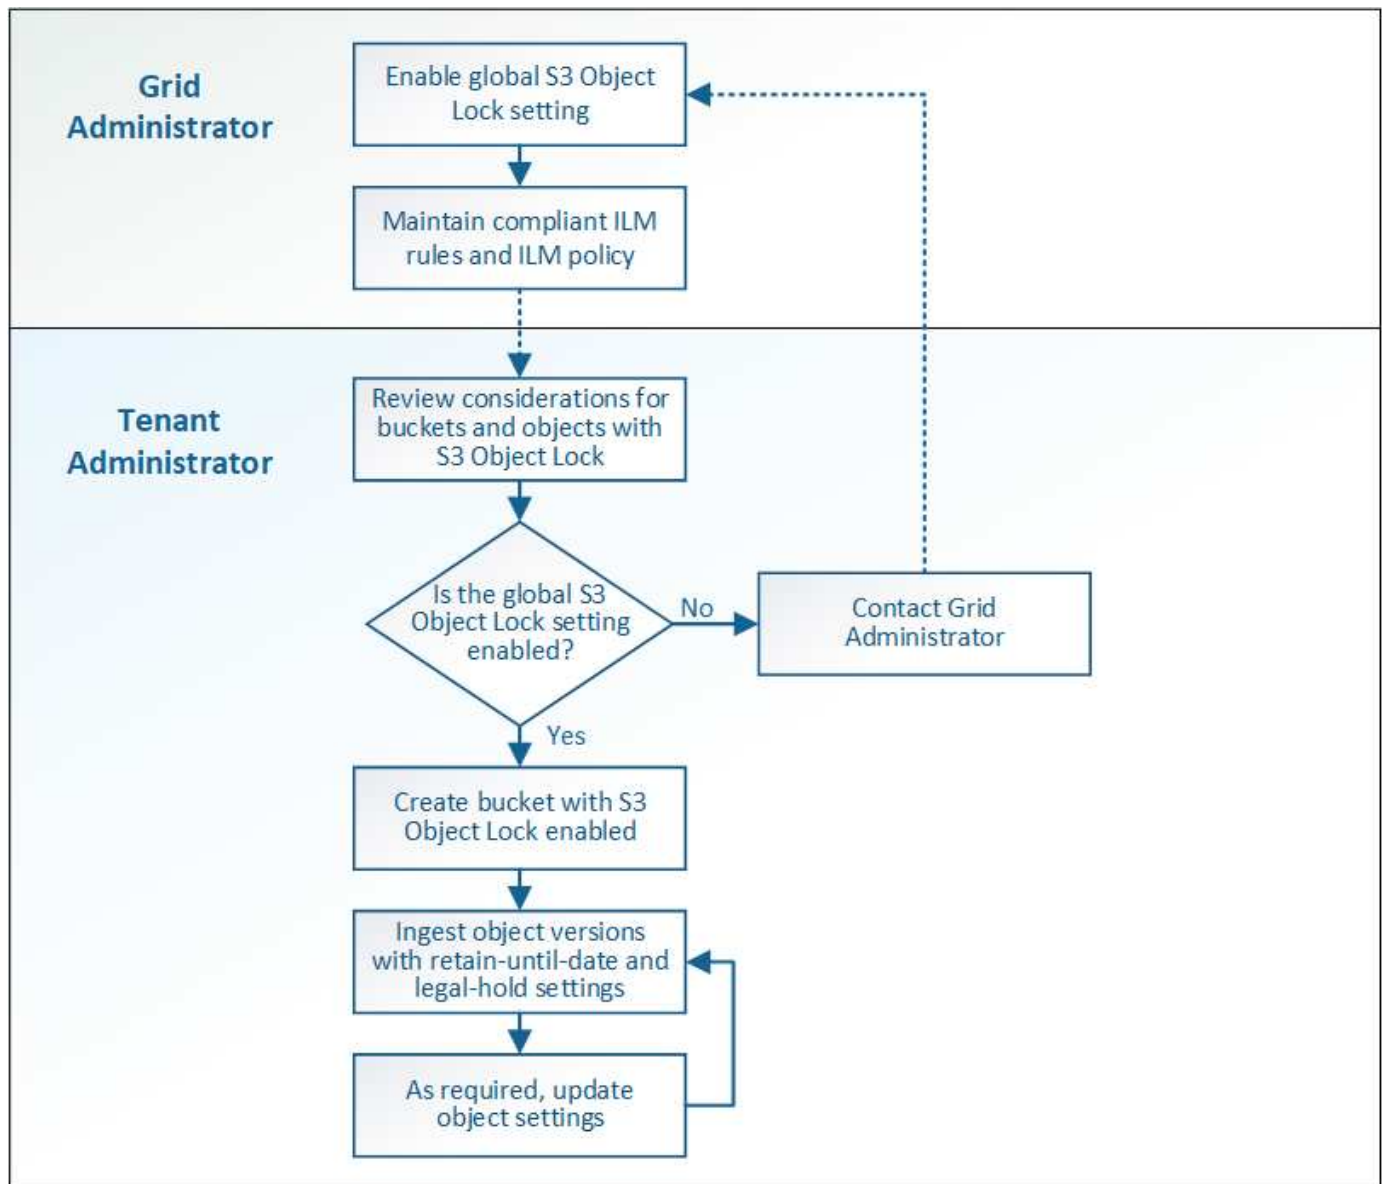 Grid
Administrator
Enable global S3 Object
Lock setting
Maintain compliant ILM
rules and ILM policy
Tenant
Administrator
Review considerations for
buckets and objects with
S3 Object Lock
Is the global S3
Object Lock setting
enabled?
No
Contact Grid
Administrator
Yes
Create bucket with S3
Object Lock enabled
Ingest object versions
with retain-until-date and
legal-hold settings
As required, update
object settings